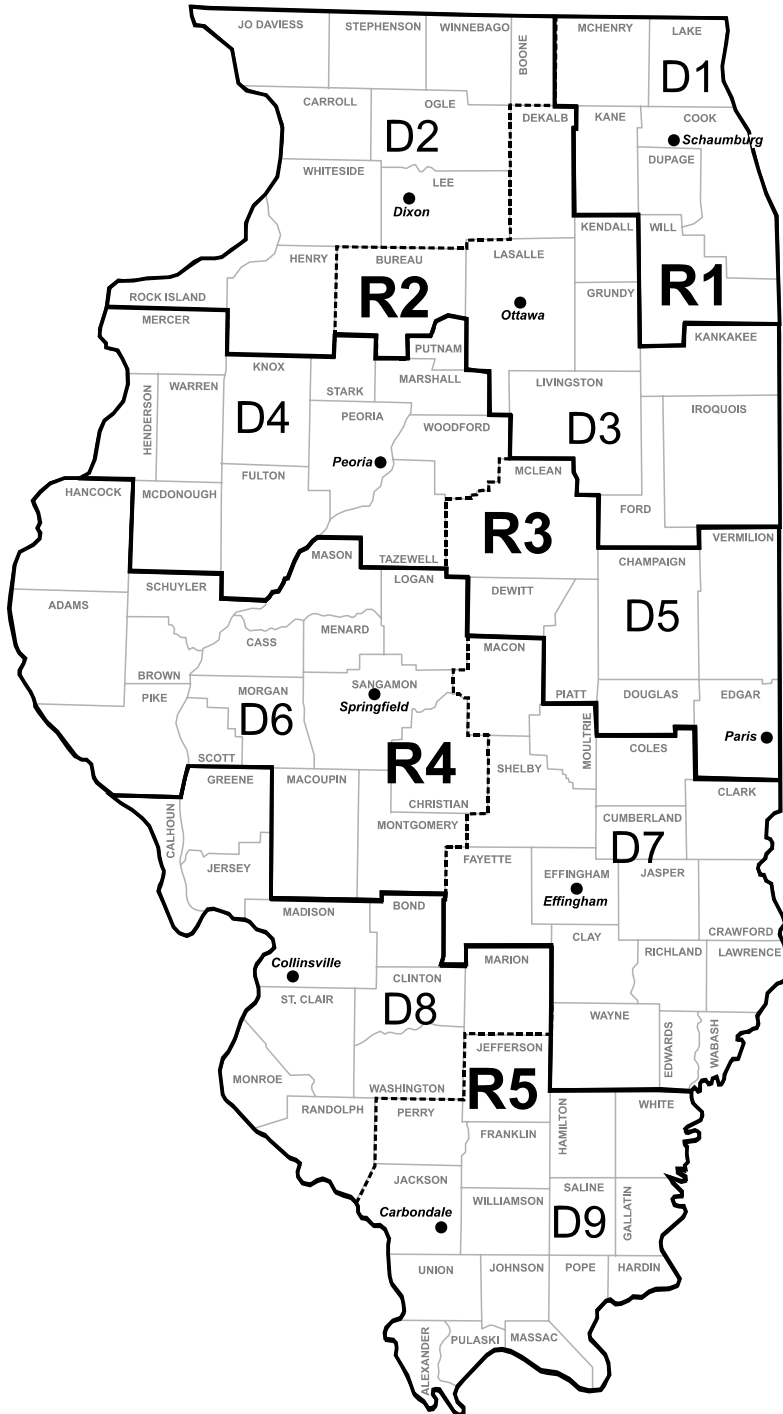 JO DAVIESS
STEPHENSON
WINNEBAGO
BOONE
MCHENRY
LAKE
D1
CARROLL
OGLE
DEKALB
KANE
COOK
Schaumburg
D2
DUPAGE
WHITESIDE
LEE
Dixon
KENDALL
WILL
HENRY
BUREAU
LASALLE
R2
R1
ROCK ISLAND
GRUNDY
Ottawa
MERCER
KANKAKEE
PUTNAM
KNOX
MARSHALL
STARK
WARREN
HENDERSON
LIVINGSTON
IROQUOIS
D4
PEORIA
WOODFORD
D3
Peoria
MCLEAN
FULTON
HANCOCK
MCDONOUGH
FORD
R3
VERMILION
MASON
TAZEWELL
CHAMPAIGN
SCHUYLER
LOGAN
DEWITT
ADAMS
MENARD
D5
CASS
MACON
BROWN
SANGAMON
PIKE
MORGAN
Springfield
PIATT
DOUGLAS
EDGAR
D6
MOULTRIE
Paris
SCOTT
COLES
R4
SHELBY
GREENE
MACOUPIN
CLARK
CHRISTIAN
CUMBERLAND
MONTGOMERY
CALHOUN
D7
JERSEY
FAYETTE
EFFINGHAM
JASPER
Effingham
MADISON
BOND
CRAWFORD
CLAY
RICHLAND
LAWRENCE
Collinsville
MARION
CLINTON
ST. CLAIR
D8
WAYNE
EDWARDS
WABASH
JEFFERSON
MONROE
R5
WASHINGTON
RANDOLPH
PERRY
HAMILTON
WHITE
FRANKLIN
JACKSON
SALINE
WILLIAMSON
GALLATIN
Carbondale
D9
UNION
JOHNSON
POPE
HARDIN
ALEXANDER
PULASKI
MASSAC